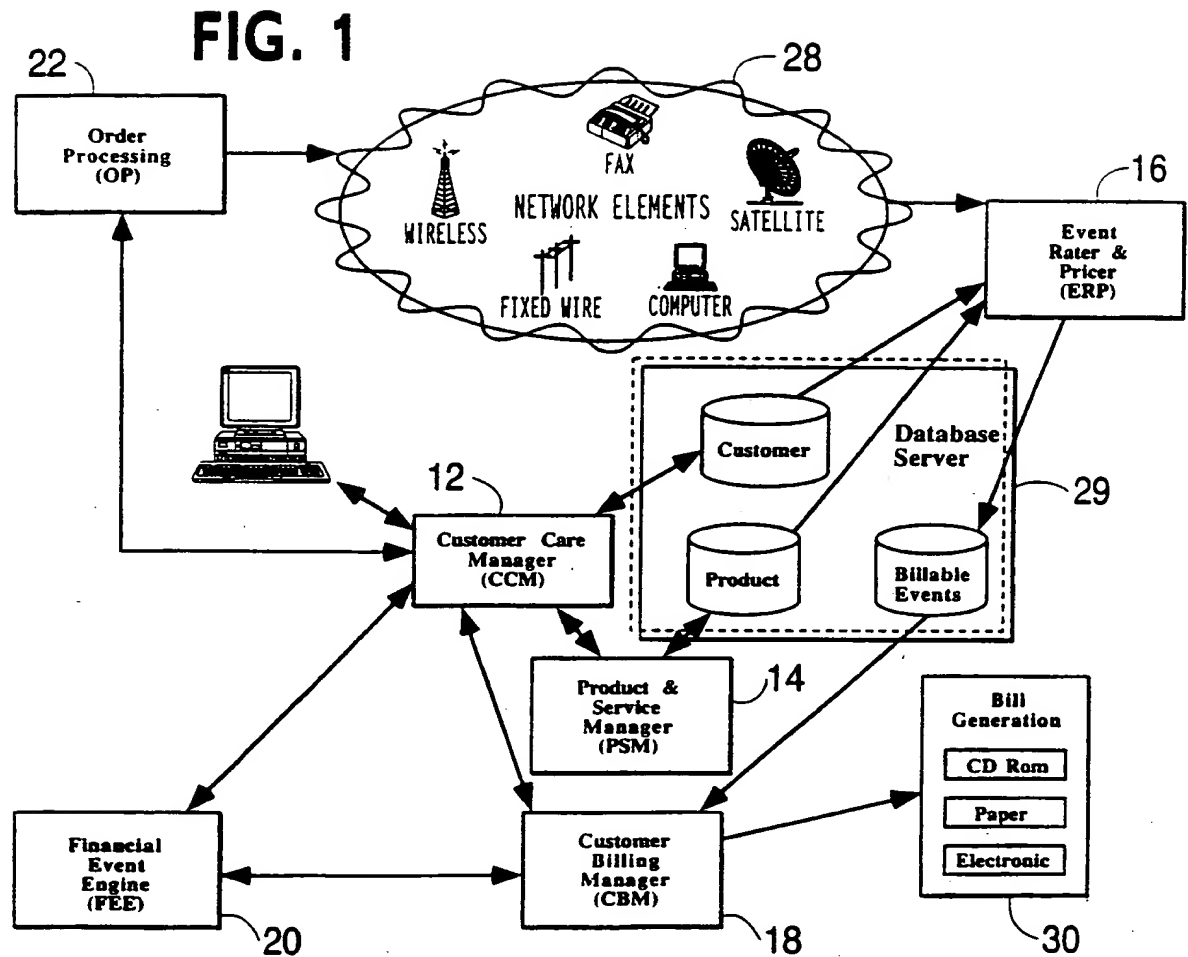 FIG. 1
22
28
Order
Processing
(OP)
FAX
WIRELESS
NETWORK ELEMENTS
SATELLITE
FIXED WIRE
COMPUTER
16
Event
Rater &
Pricer
(ERP)
Customer
Database
Server
29
12
Customer Care
Manager
(CCM)
Product
Billable
Events
Product &
Service
Manager
(PSM)
14
Bill
Generation
CD Rom
Paper
Electronic
30
Financial
Event
Engine
(FEE)
20
Customer
Billing
Manager
(CBM)
18